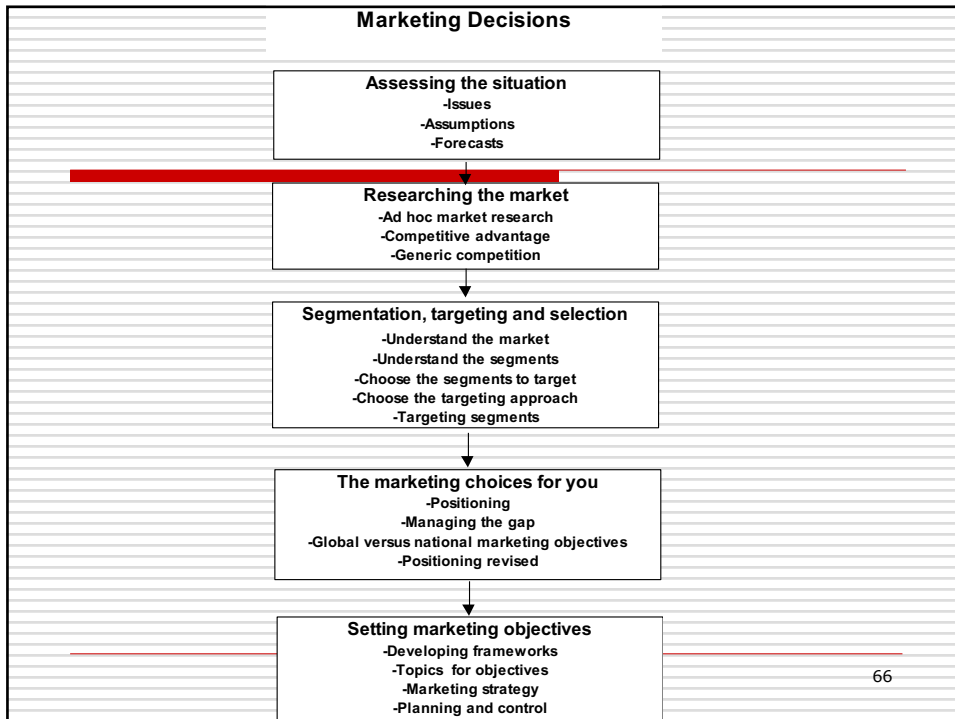 Marketing Decisions
Assessing the situation
-Issues
-Assumptions
-Forecasts
Researching the market
-Ad hoc market research
-Competitive advantage
-Generic competition
Segmentation, targeting and selection
-Understand the market
-Understand the segments
-Choose the segments to target
-Choose the targeting approach
-Targeting segments
The marketing choices for you
-Positioning
-Managing the gap
-Global versus national marketing objectives
-Positioning revised
Setting marketing objectives
-Developing frameworks
-Topics for objectives
-Marketing strategy
-Planning and control
66